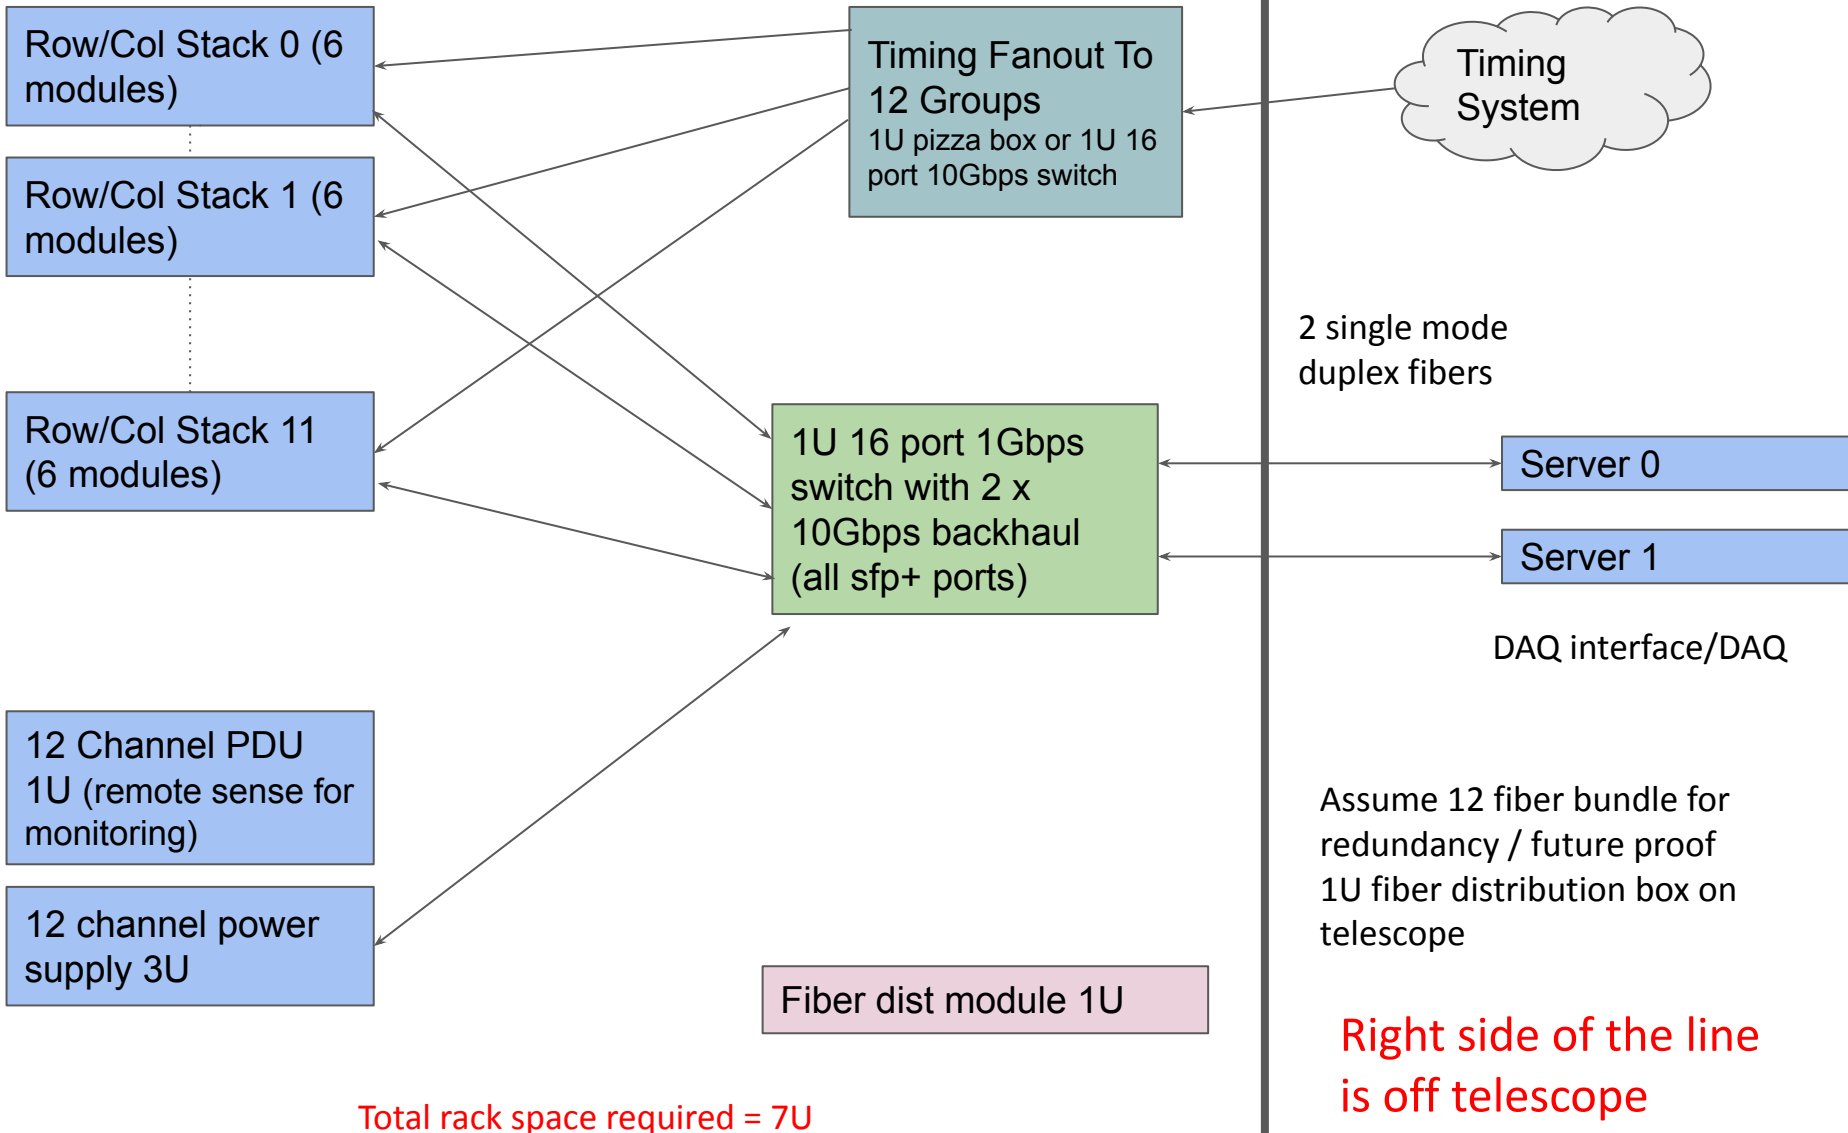 Row/Col Stack 0 (6
modules)
Timing Fanout To
12 Groups
1U pizza box or 1U 16
port 10Gbps switch
Timing
System
Row/Col Stack 1 (6
modules)
2 single mode
duplex fibers
Row/Col Stack 11
(6 modules)
1U 16 port 1Gbps
switch with 2 x
10Gbps backhaul
(all sfp+ ports)
Server 0
Server 1
DAQ interface/DAQ
12 Channel PDU
1U (remote sense for
monitoring)
Assume 12 fiber bundle for
redundancy / future proof
1U fiber distribution box on
telescope
12 channel power
supply 3U
Fiber dist module 1U
Right side of the line
is off telescope
Total rack space required = 7U